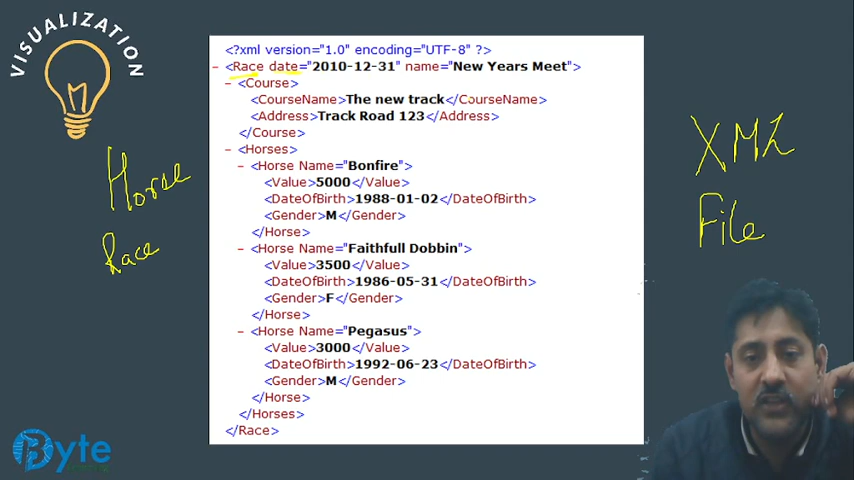 VISUALIZATION
<?xml version="1.0" encoding="UTF-8" ?>
- <Race date="2010-12-31" name="New Years Meet">
- <Course>
<CourseName>The new track</CourseName>
<Address>Track Road 123</Address>
</Course>
- <Horses>
- <Horse Name="Bonfire">
<Value>5000</Value>
<DateOfBirth>1988-01-02</DateOfBirth>
<Gender>M</Gender>
</Horse>
- <Horse Name="Faithfull Dobbin">
<Value>3500</Value>
<DateOfBirth>1986-05-31</DateOfBirth>
<Gender>F</Gender>
</Horse>
- <Horse Name="Pegasus">
<Value>3000</Value>
<DateOfBirth>1992-06-23</DateOfBirth>
<Gender>M</Gender>
</Horse>
</Horses>
</Race>
Horse
Race
XML
File
Byte